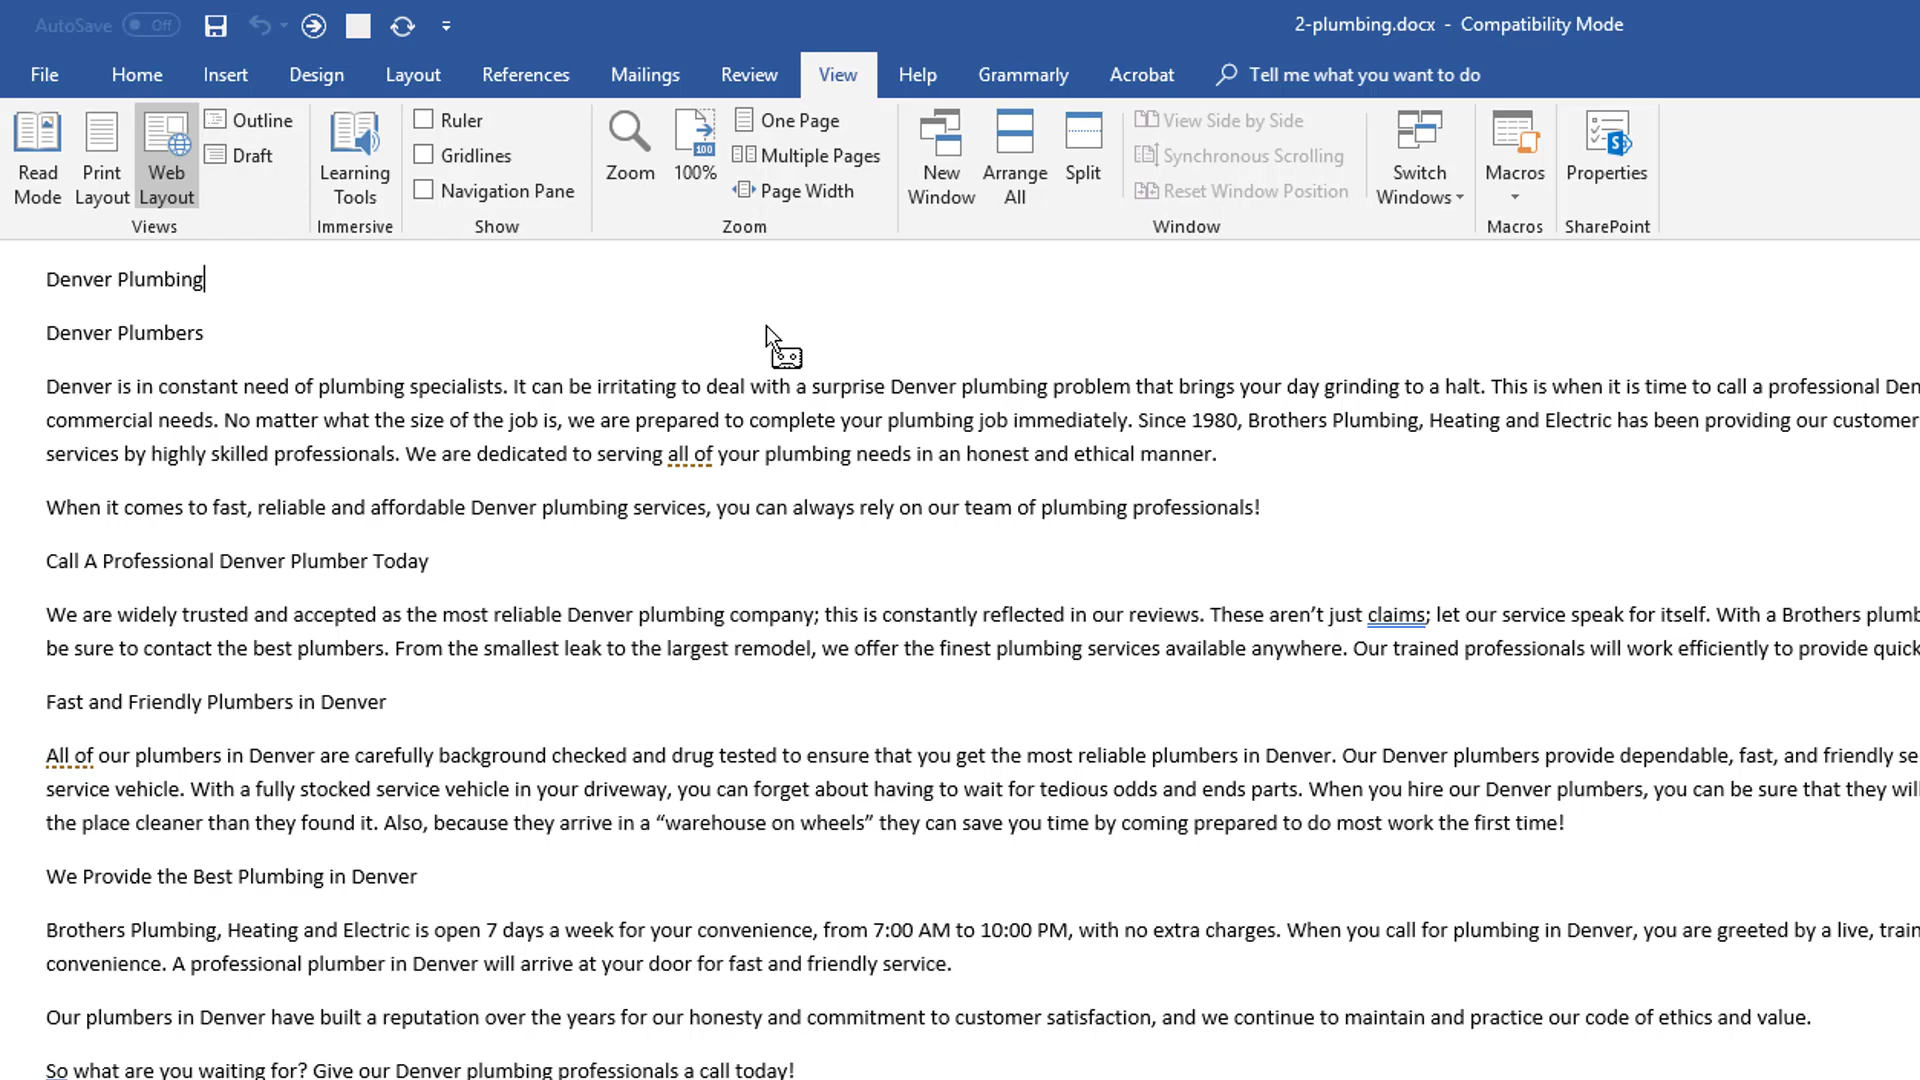 AutoSave Off
2-plumbing.docx - Compatibility Mode
File Home Insert Design Layout References Mailings Review View Help Grammarly Acrobat Tell me what you want to do
Read Mode
Print Layout
Web Layout
Outline
Draft
Views
Learning Tools
Immersive
Ruler
Gridlines
Navigation Pane
Show
Zoom
100
100%
One Page
Multiple Pages
Page Width
Zoom
New Window
Arrange All
Split
View Side by Side
Synchronous Scrolling
Reset Window Position
Switch Windows
Window
Macros
Macros
Properties
SharePoint
Denver Plumbing
Denver Plumbers
Denver is in constant need of plumbing specialists. It can be irritating to deal with a surprise Denver plumbing problem that brings your day grinding to a halt. This is when it is time to call a professional Den
commercial needs. No matter what the size of the job is, we are prepared to complete your plumbing job immediately. Since 1980, Brothers Plumbing, Heating and Electric has been providing our customer
services by highly skilled professionals. We are dedicated to serving all of your plumbing needs in an honest and ethical manner.
When it comes to fast, reliable and affordable Denver plumbing services, you can always rely on our team of plumbing professionals!
Call A Professional Denver Plumber Today
We are widely trusted and accepted as the most reliable Denver plumbing company; this is constantly reflected in our reviews. These aren’t just claims; let our service speak for itself. With a Brothers plumb
be sure to contact the best plumbers. From the smallest leak to the largest remodel, we offer the finest plumbing services available anywhere. Our trained professionals will work efficiently to provide quick
Fast and Friendly Plumbers in Denver
All of our plumbers in Denver are carefully background checked and drug tested to ensure that you get the most reliable plumbers in Denver. Our Denver plumbers provide dependable, fast, and friendly se
service vehicle. With a fully stocked service vehicle in your driveway, you can forget about having to wait for tedious odds and ends parts. When you hire our Denver plumbers, you can be sure that they wil
the place cleaner than they found it. Also, because they arrive in a “warehouse on wheels” they can save you time by coming prepared to do most work the first time!
We Provide the Best Plumbing in Denver
Brothers Plumbing, Heating and Electric is open 7 days a week for your convenience, from 7:00 AM to 10:00 PM, with no extra charges. When you call for plumbing in Denver, you are greeted by a live, train
convenience. A professional plumber in Denver will arrive at your door for fast and friendly service.
Our plumbers in Denver have built a reputation over the years for our honesty and commitment to customer satisfaction, and we continue to maintain and practice our code of ethics and value.
So what are you waiting for? Give our Denver plumbing professionals a call today!